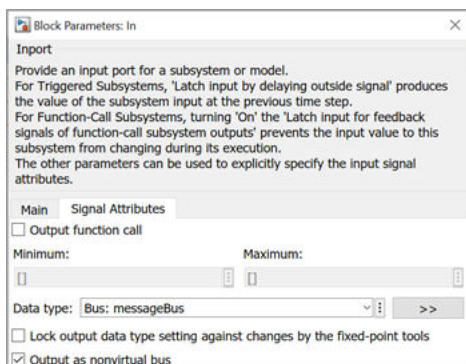 Block Parameters: In
Inport
Provide an input port for a subsystem or model.
For Triggered Subsystems, 'Latch input by delaying outside signal' produces
the value of the subsystem input at the previous time step.
For Function-Call Subsystems, turning 'On' the 'Latch input for feedback
signals of function-call subsystem outputs' prevents the input value to this
subsystem from changing during its execution.
The other parameters can be used to explicitly specify the input signal
attributes.
Main Signal Attributes
Output function call
Minimum: Maximum:
[] []
Data type: Bus: messageBus >>
Lock output data type setting against changes by the fixed-point tools
Output as nonvirtual bus